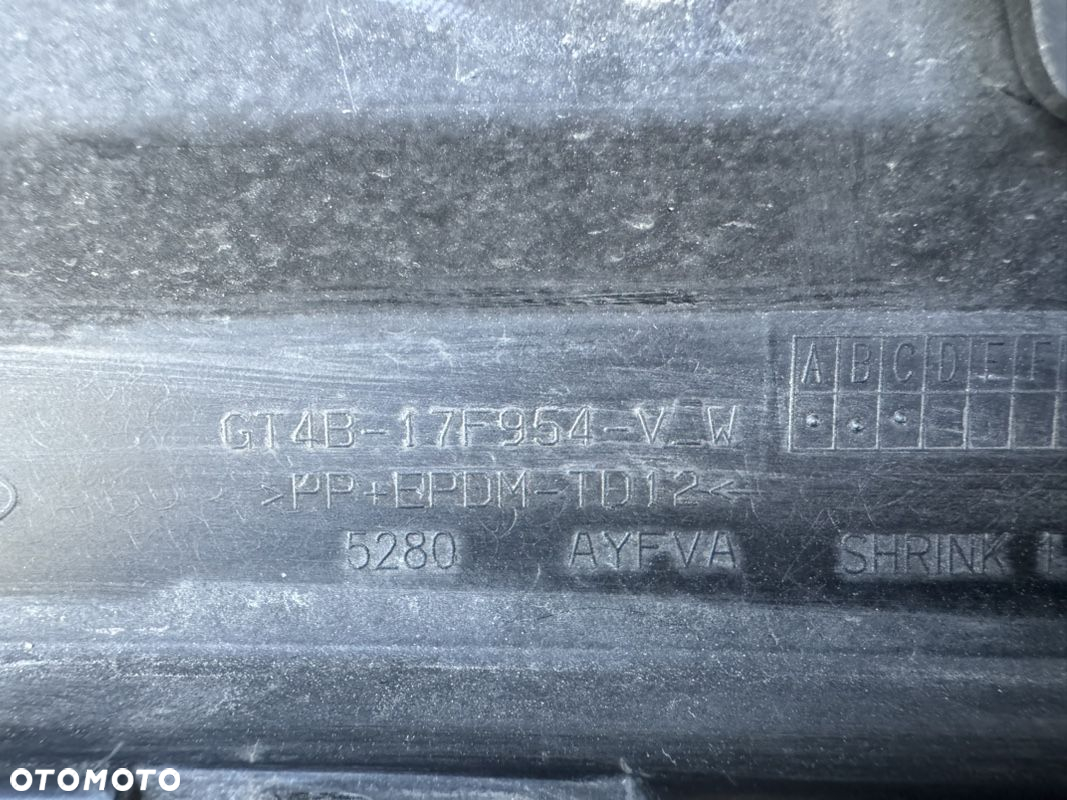 A B C D E F
GT4B-17F954-V_W
>PP+EPDM-TD12<
5280 AYFVA SHRINK
OTOMOTO